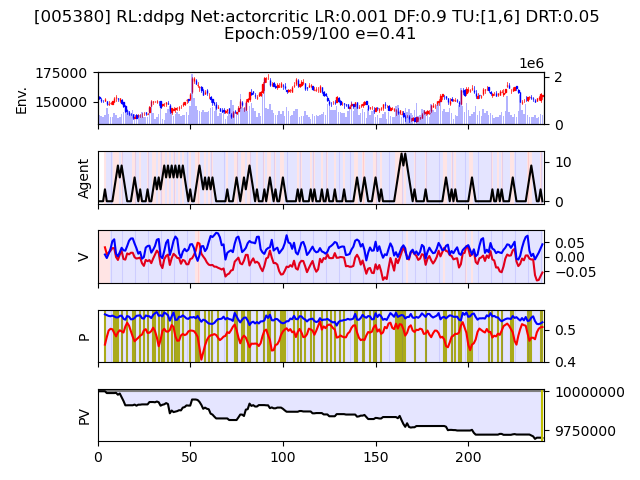 [005380] RL:ddpg Net:actorcritic LR:0.001 DF:0.9 TU:[1,6] DRT:0.05
Epoch:059/100 e=0.41
1e6
175000
150000
Env.
2
0
Agent
10
0
V
0.05
0.00
−0.05
P
0.5
0.4
PV
10000000
9750000
0
50
100
150
200